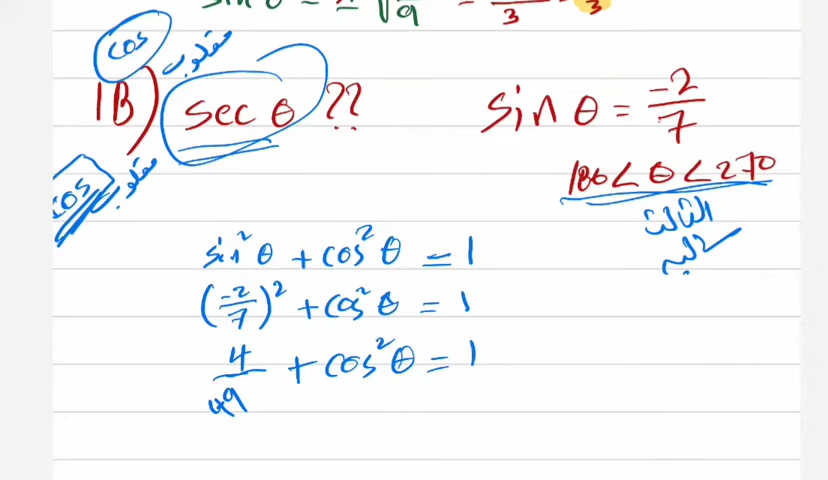 cos
مقلوب
1B) sec θ ??
sin θ = -2/7
cos
مقلوب
180 < θ < 270
الثالث
سالبه
sin²θ + cos²θ = 1
(-2/7)² + cos²θ = 1
4/49 + cos²θ = 1